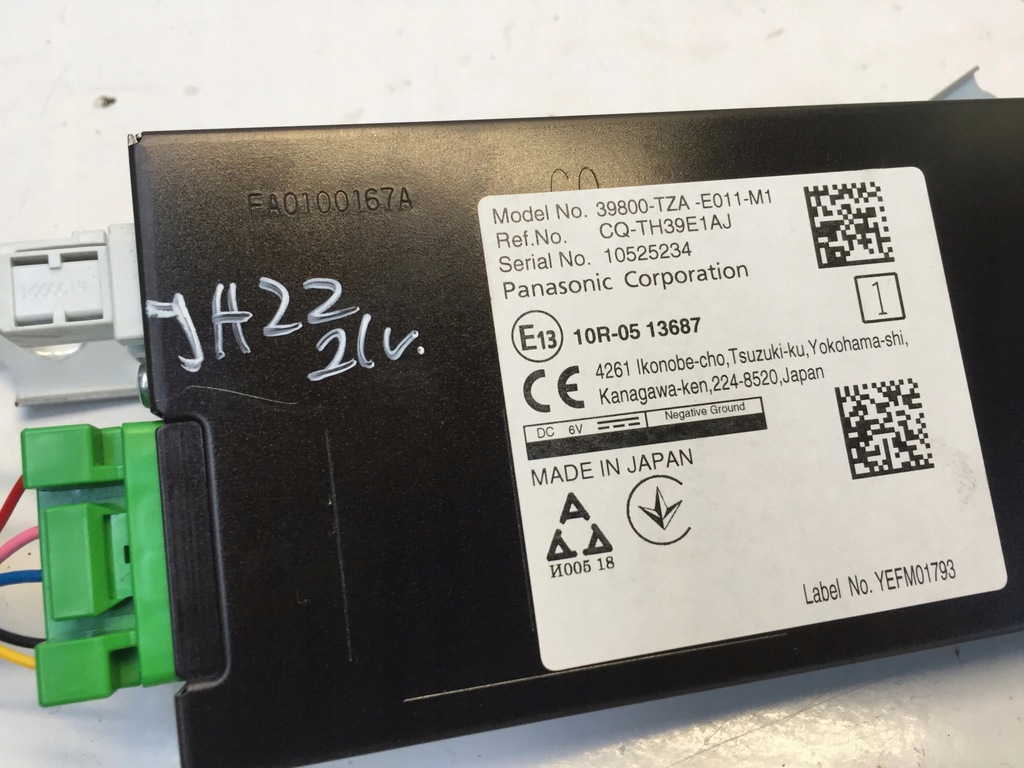 EA0100167A
CQ
JH22
21v.
Model No. 39800-TZA -E011-M1
Ref.No. CQ-TH39E1AJ
Serial No. 10525234
Panasonic Corporation
1
E13 10R-05 13687
CE 4261 Ikonobe-cho,Tsuzuki-ku,Yokohama-shi,
Kanagawa-ken,224-8520,Japan
DC 6V Negative Ground
MADE IN JAPAN
И005 18
Label No. YEFM01793